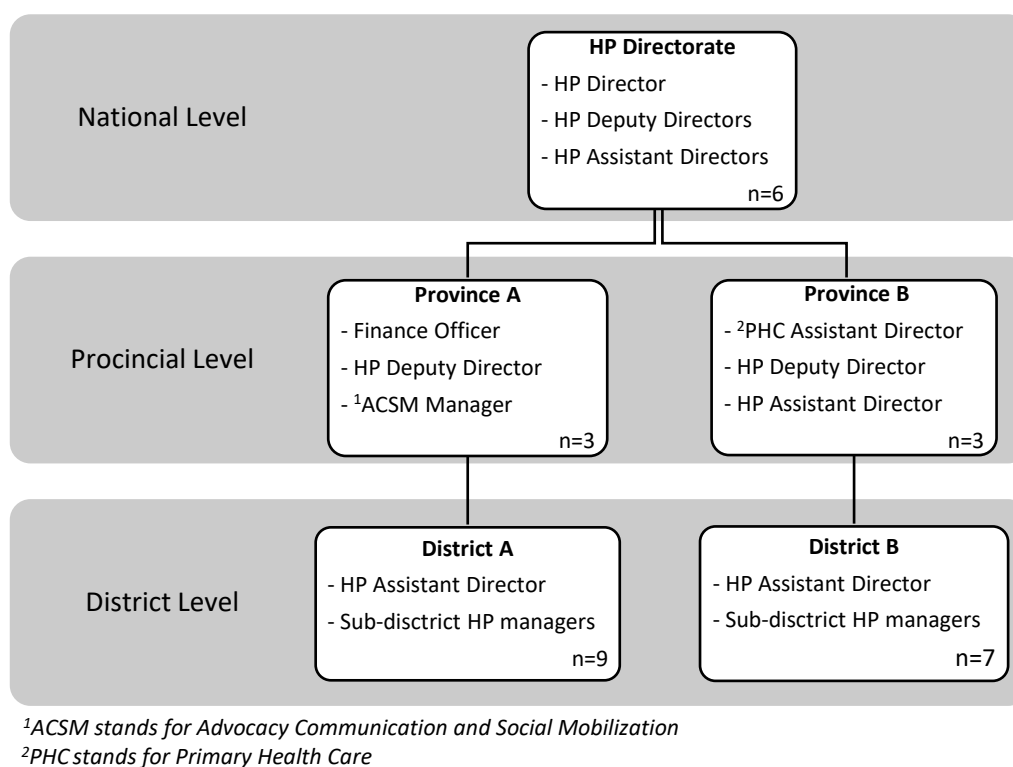 HP Directorate
- HP Director
- HP Deputy Directors
- HP Assistant Directors
n=6
National Level
Province A
- Finance Officer
- HP Deputy Director
- ¹ACSM Manager
n=3
Province B
- ²PHC Assistant Director
- HP Deputy Director
- HP Assistant Director
n=3
Procincial Level
District A
- HP Assistant Director
- Sub-disctrict HP managers
n=9
District B
- HP Assistant Director
- Sub-disctrict HP managers
n=7
District Level
¹ACSM stands for Advocacy Communication and Social Mobilization
²PHC stands for Primary Health Care